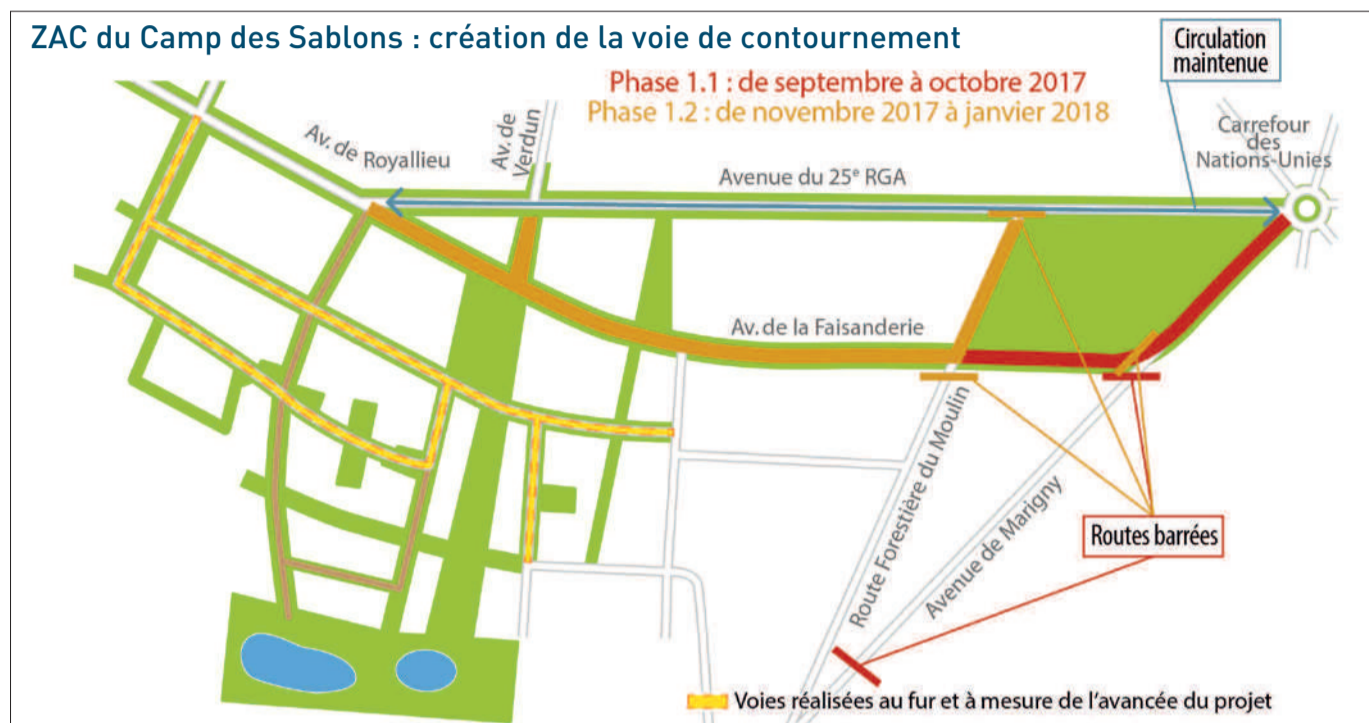 ZAC du Camp des Sablons : création de la voie de contournement
Circulation
maintenue
Phase 1.1 : de septembre à octobre 2017
Phase 1.2 : de novembre 2017 à janvier 2018
Carrefour
des
Nations-Unies
Av. de Royallieu
Av. de
Verdun
Avenue du 25e RGA
Av. de la Faisanderie
Route Forestière du Moulin
Avenue de Marigny
Routes barrées
Voies réalisées au fur et à mesure de l'avancée du projet